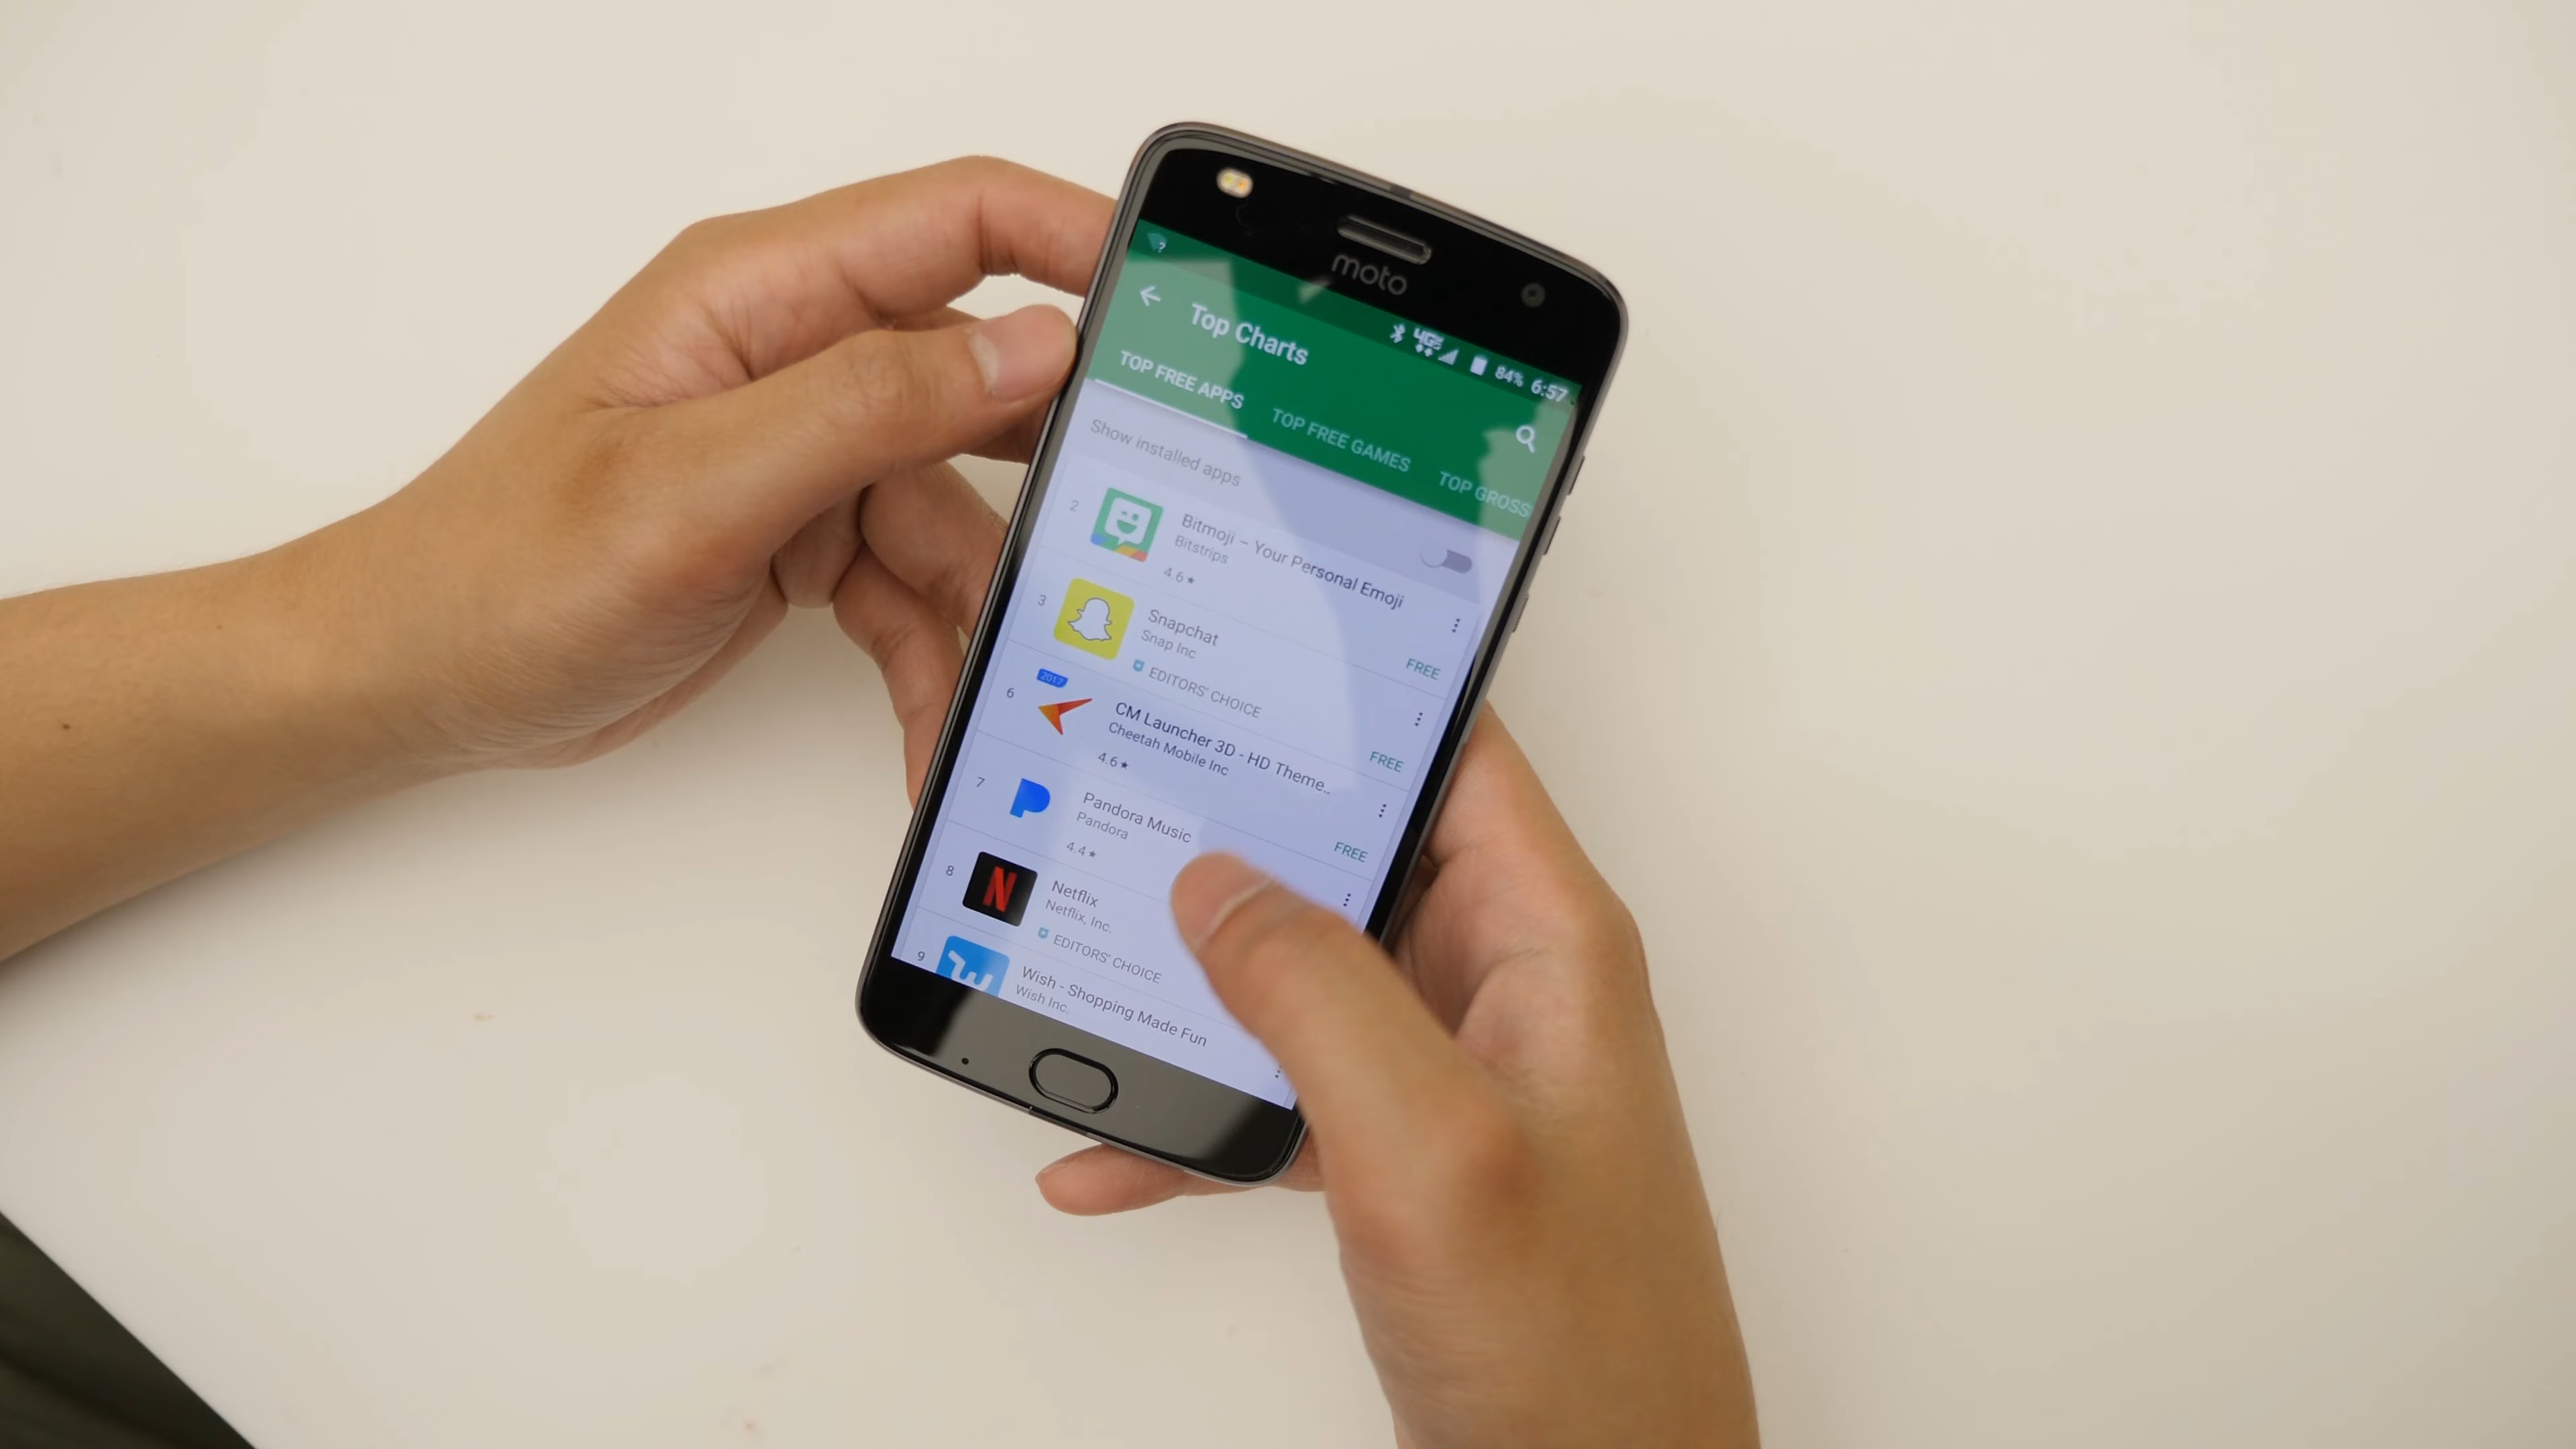 moto
4G
84% 6:57
Top Charts
TOP FREE APPS TOP FREE GAMES TOP GROSS
Show installed apps
2 Bitmoji – Your Personal Emoji
Bitstrips
4.6★
FREE
3 Snapchat
Snap Inc
EDITORS' CHOICE
FREE
2017
6 CM Launcher 3D - HD Theme..
Cheetah Mobile Inc
4.6★
FREE
7 Pandora Music
Pandora
4.4★
8 Netflix
Netflix, Inc.
EDITORS' CHOICE
9 Wish - Shopping Made Fun
Wish Inc.